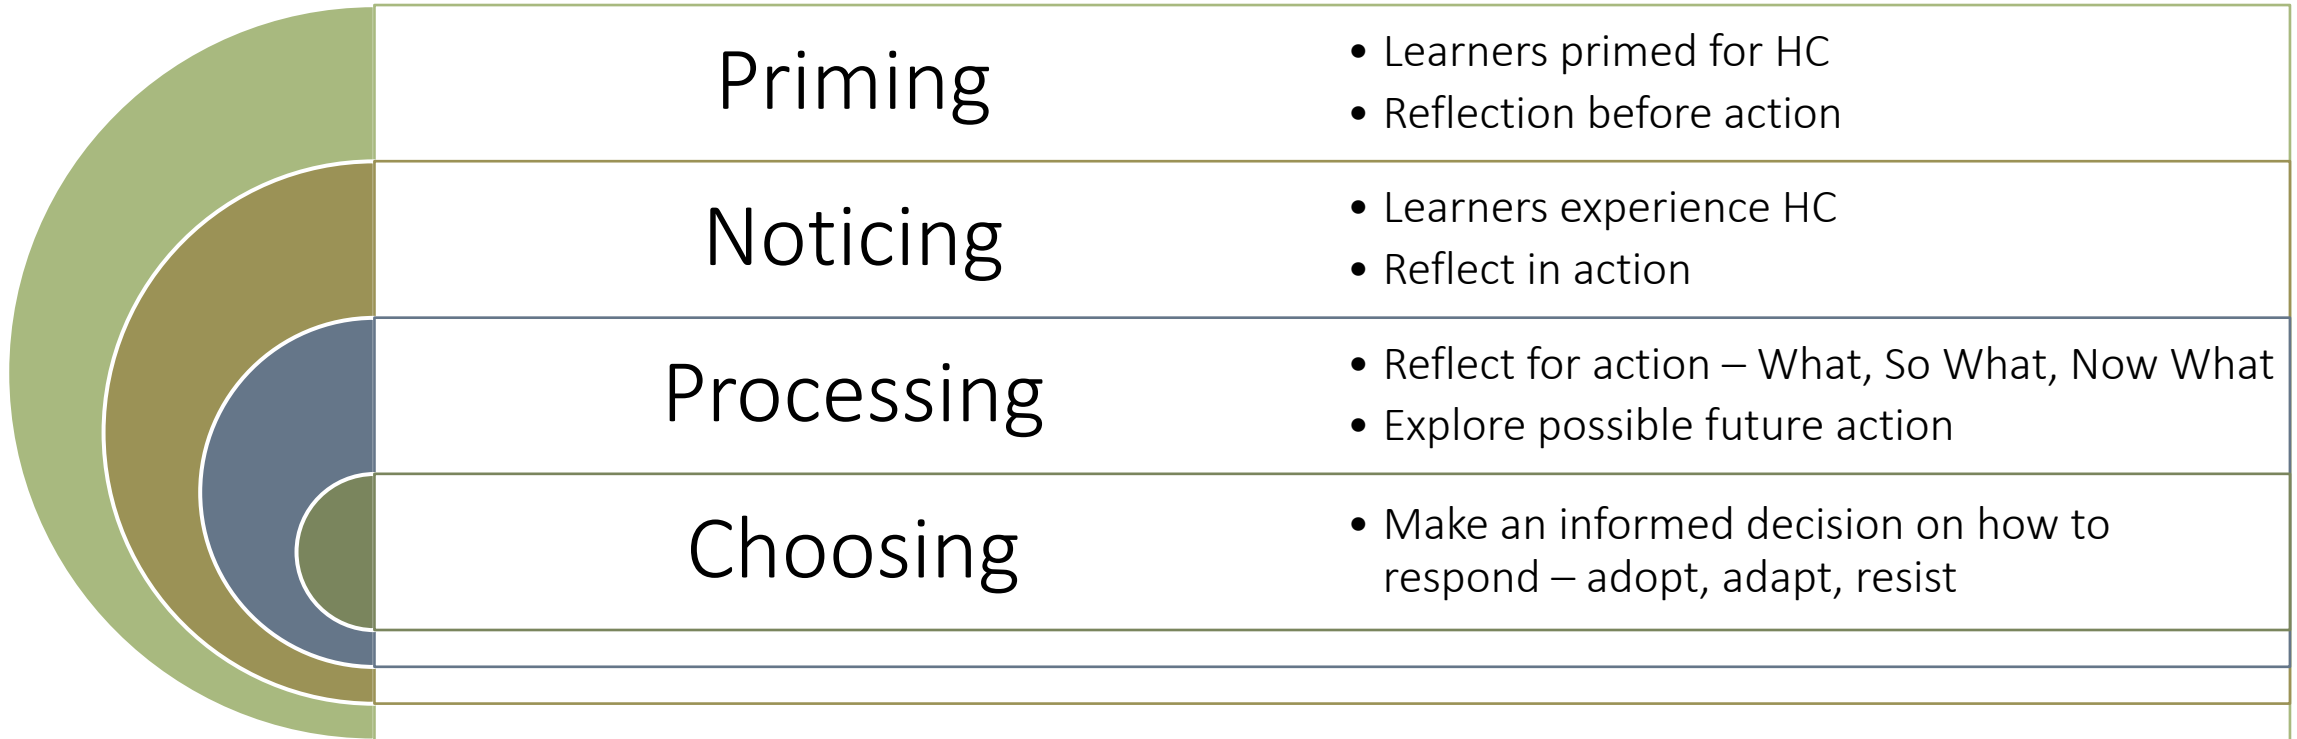 Priming
• Learners primed for HC
• Reflection before action
Noticing
• Learners experience HC
• Reflect in action
Processing
• Reflect for action – What, So What, Now What
• Explore possible future action
Choosing
• Make an informed decision on how to
respond – adopt, adapt, resist